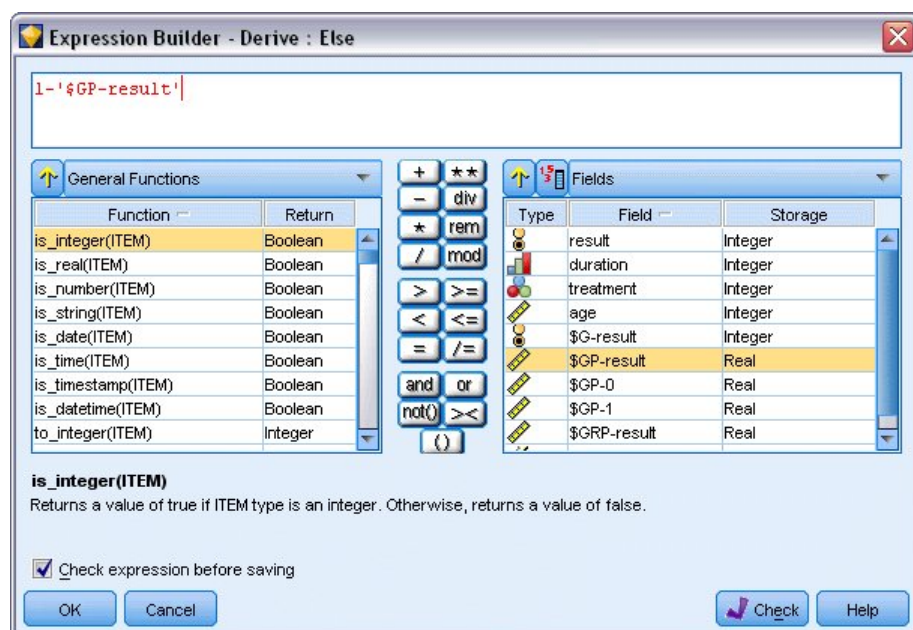 Expression Builder - Derive : Else
1-'$GP-result'
General Functions
Function Return
is_integer(ITEM) Boolean
is_real(ITEM) Boolean
is_number(ITEM) Boolean
is_string(ITEM) Boolean
is_date(ITEM) Boolean
is_time(ITEM) Boolean
is_timestamp(ITEM) Boolean
is_datetime(ITEM) Boolean
to_integer(ITEM) Integer
+ **
- div
* rem
/ mod
> >=
< <=
= /=
and or
not() ><
()
Fields
Type Field Storage
result Integer
duration Integer
treatment Integer
age Integer
$G-result Integer
$GP-result Real
$GP-0 Real
$GP-1 Real
$GRP-result Real
is_integer(ITEM)
Returns a value of true if ITEM type is an integer. Otherwise, returns a value of false.
Check expression before saving
OK Cancel Check Help